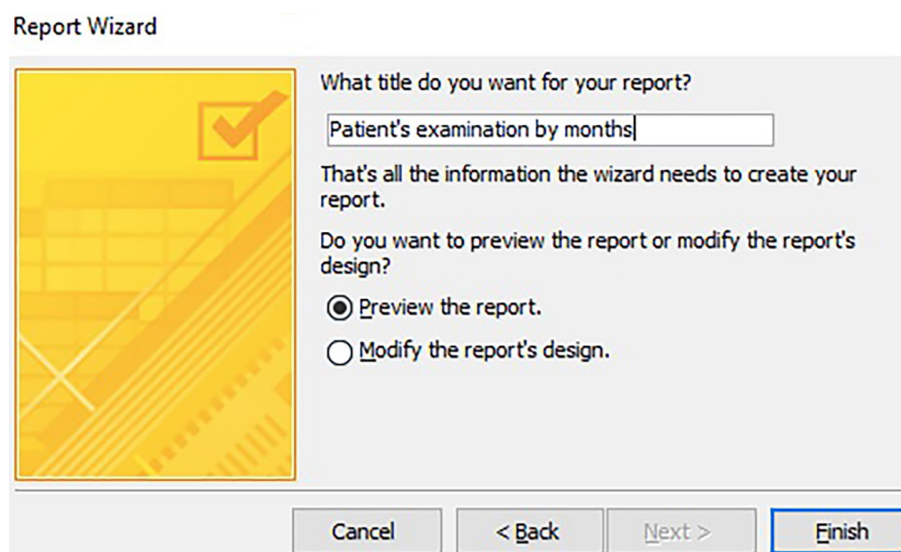 Report Wizard
What title do you want for your report?
Patient's examination by months
That's all the information the wizard needs to create your
report.
Do you want to preview the report or modify the report's
design?
Preview the report.
Modify the report's design.
Cancel
< Back
Next >
Finish